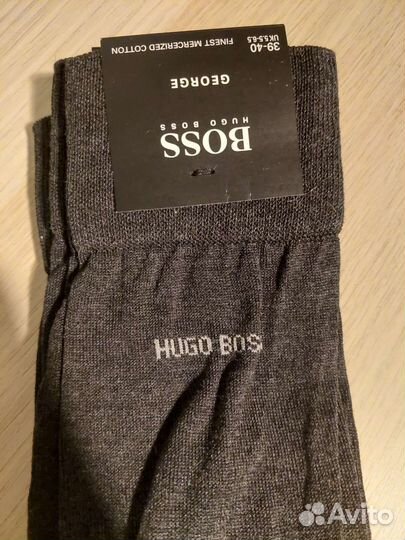 BOSS
HUGO BOSS
GEORGE
FINEST MERCERIZED COTTON
39-40
UK5.5-6.5
HUGO BOS
Avito